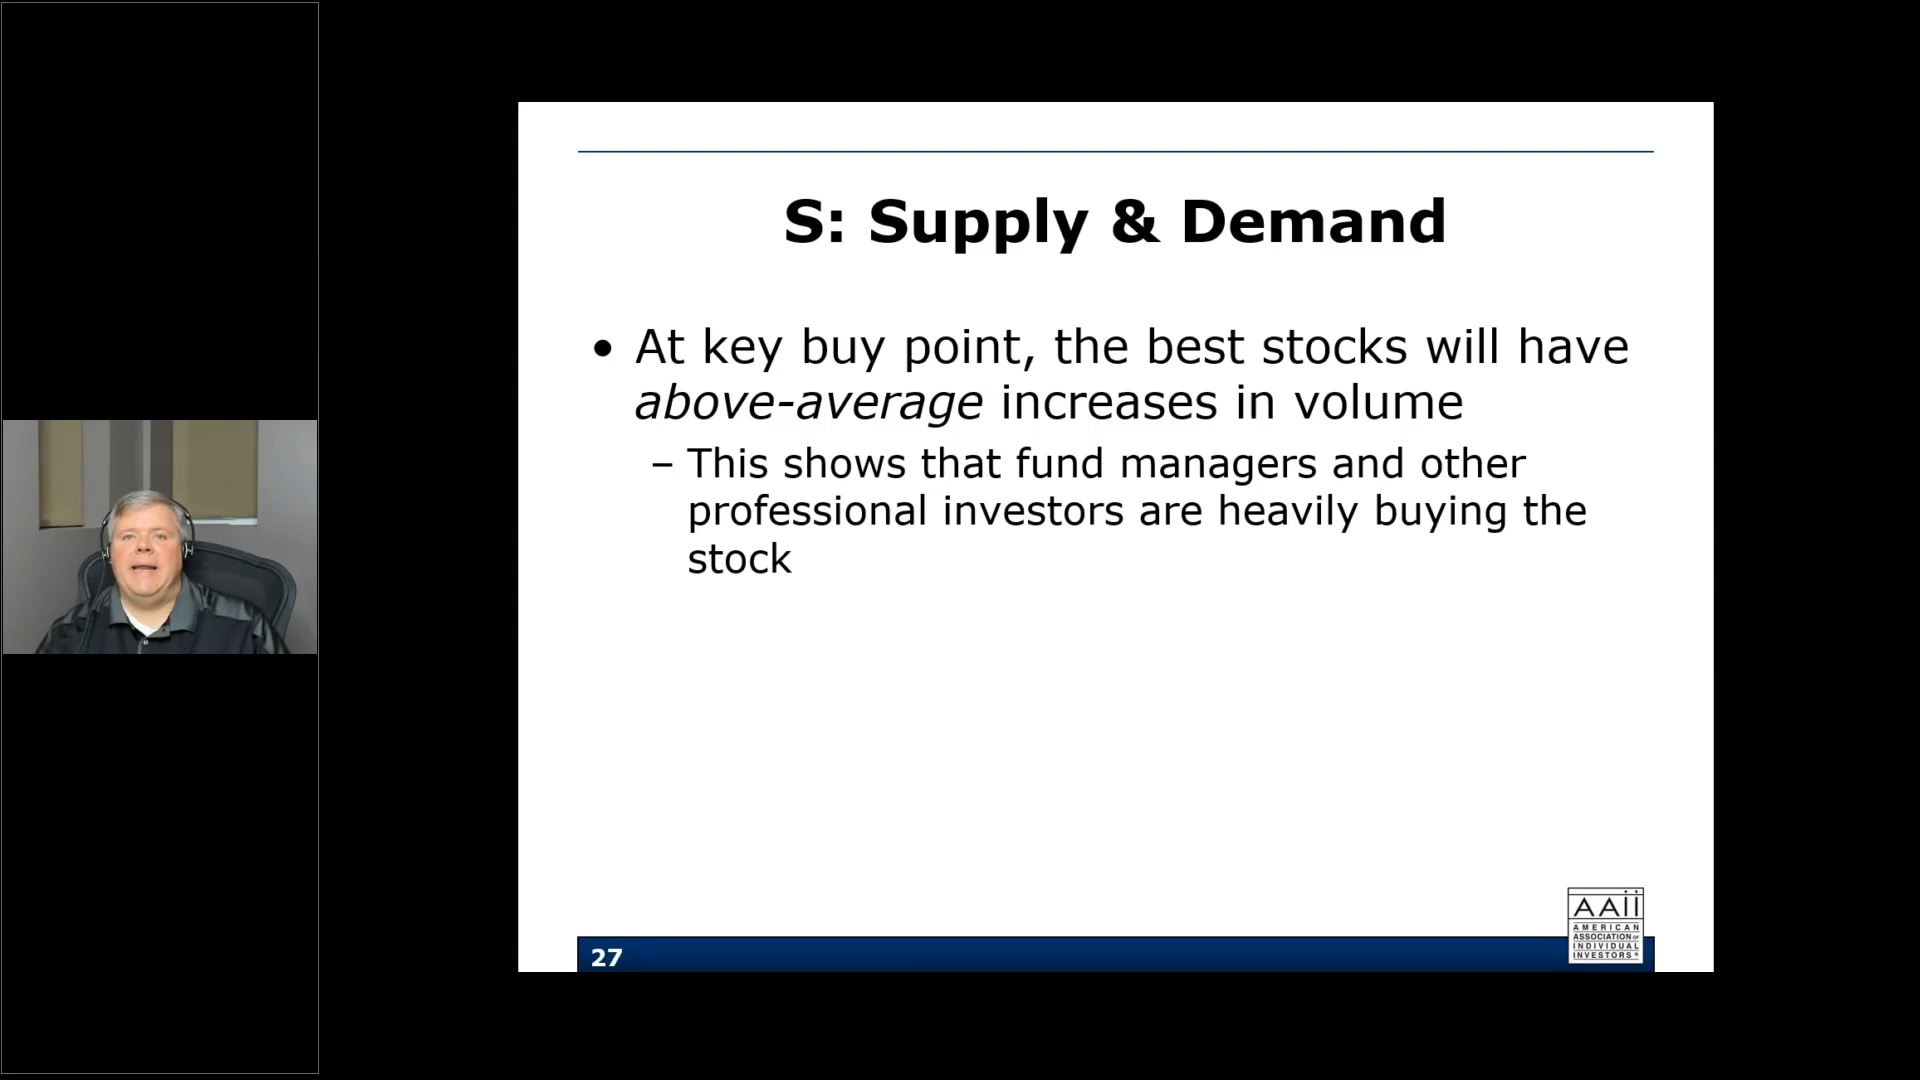 S: Supply & Demand
• At key buy point, the best stocks will have
above-average increases in volume
– This shows that fund managers and other
professional investors are heavily buying the
stock
27
AAii
AMERICAN
ASSOCIATION OF
INDIVIDUAL
INVESTORS®